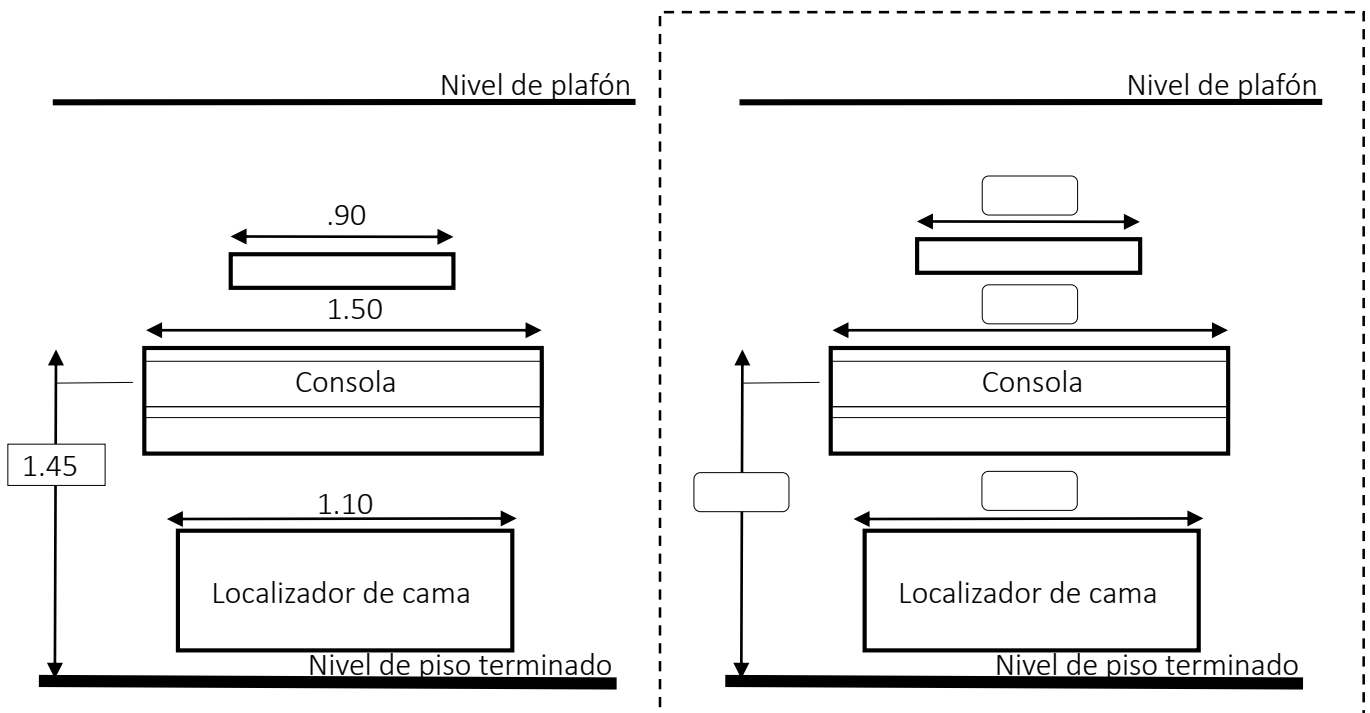 Nivel de plafón
.90
1.50
Consola
1.45
1.10
Localizador de cama
Nivel de piso terminado
Nivel de plafón
Consola
Localizador de cama
Nivel de piso terminado